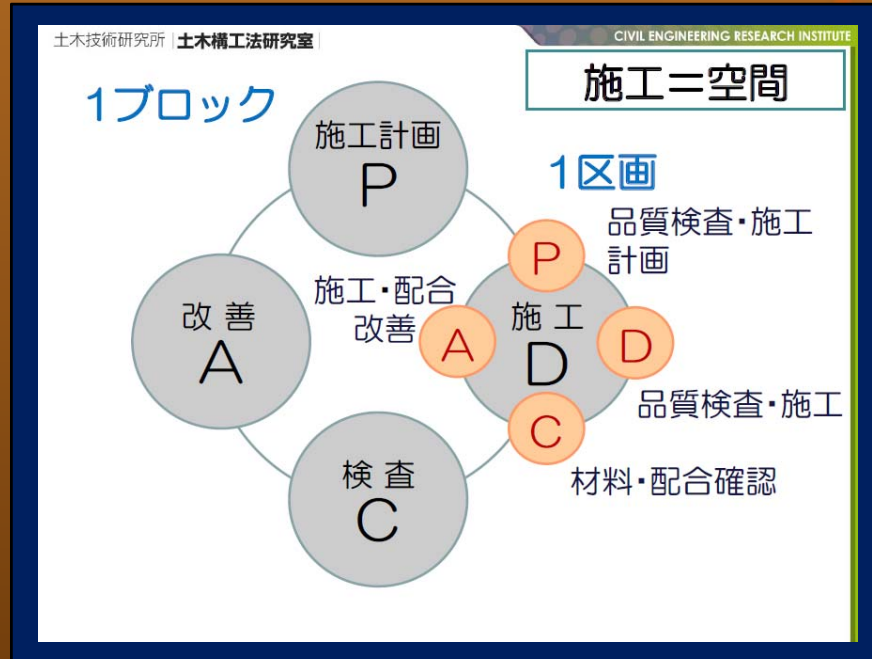 土木技術研究所 | 土木構工法研究室 |
CIVIL ENGINEERING RESEARCH INSTITUTE
施工＝空間
1ブロック
施工計画
P
1区画
P
品質検査・施工
計画
施工・配合
改善
A
改 善
A
施 工
D
D
品質検査・施工
C
材料・配合確認
検 査
C